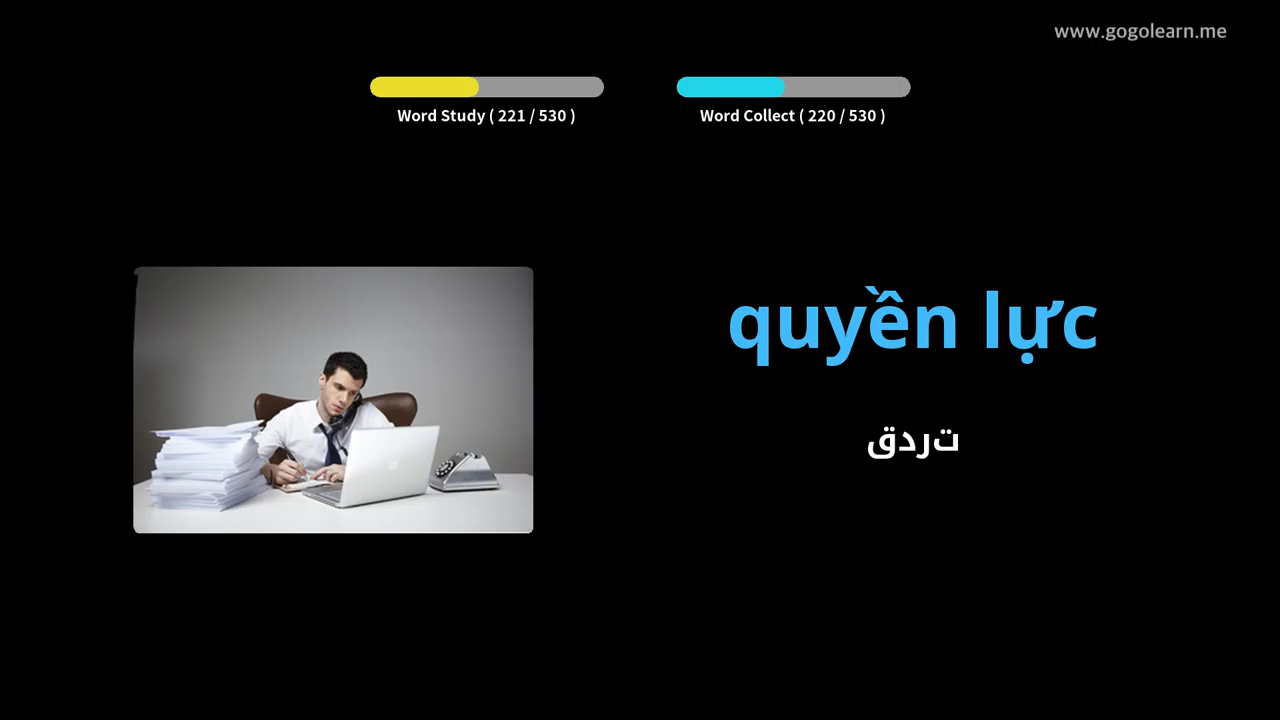 www.gogolearn.me
Word Study ( 221 / 530 )
Word Collect ( 220 / 530 )
quyền lực
تردق